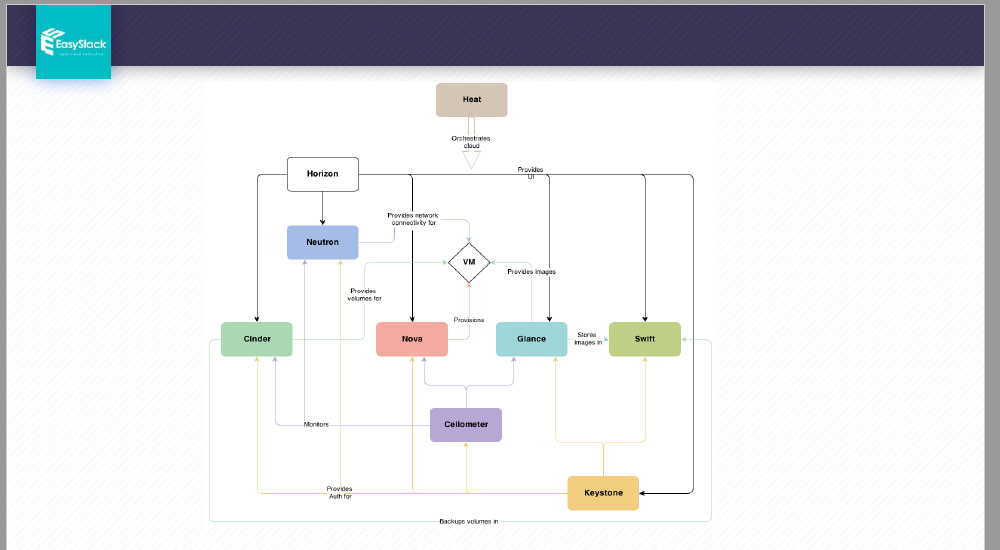 EasyStack
Heat
Orchestrates
cloud
Provides
UI
Horizon
Provides network
connectivity for
Neutron
VM
Provides images
Provides
volumes for
Provisions
Cinder
Nova
Glance
Stores
images in
Swift
Ceilometer
Monitors
Keystone
Provides
Auth for
Backups volumes in